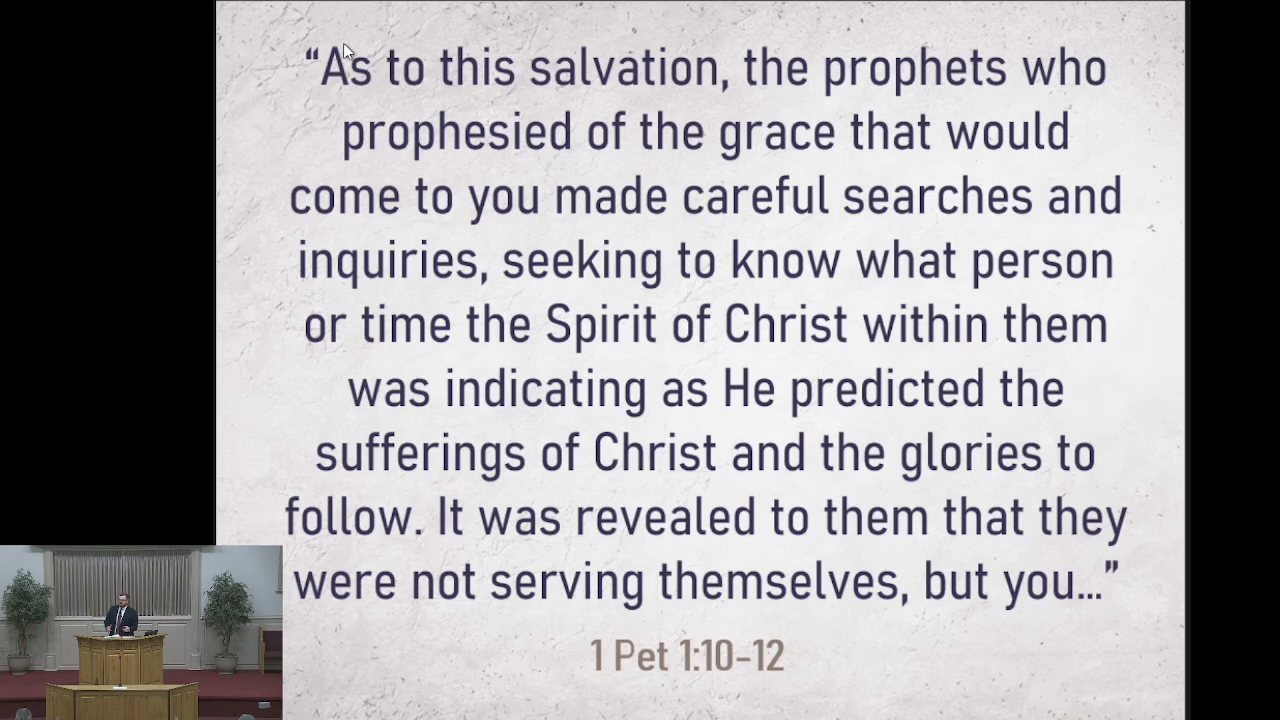 “As to this salvation, the prophets who
prophesied of the grace that would
come to you made careful searches and
inquiries, seeking to know what person
or time the Spirit of Christ within them
was indicating as He predicted the
sufferings of Christ and the glories to
follow. It was revealed to them that they
were not serving themselves, but you...”
1 Pet 1:10-12